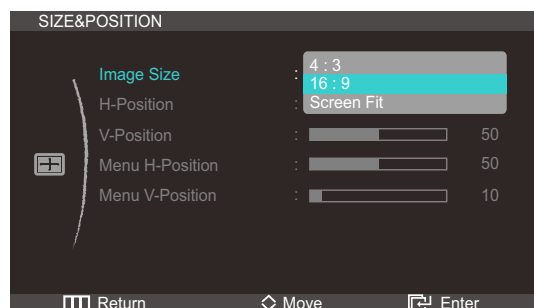 SIZE&POSITION
Image Size : 4 : 3
16 : 9
H-Position : Screen Fit
V-Position : 50
Menu H-Position : 50
Menu V-Position : 10
Return Move Enter